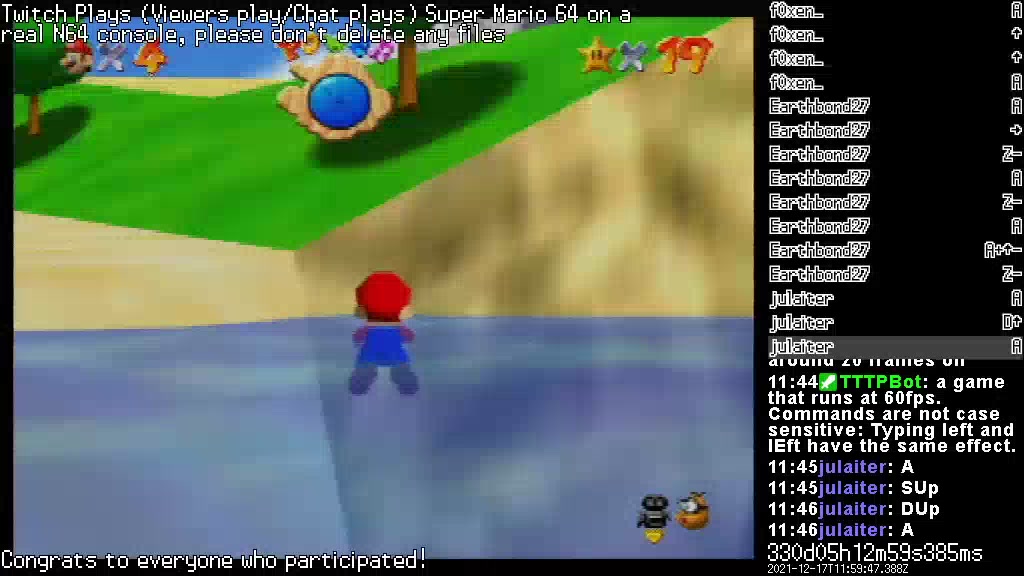 Twitch Plays (Viewers play/Chat plays) Super Mario 64 on a
real N64 console, please don't delete any files
4
19
f0xen_ A
f0xen_ ↑
f0xen_ ↑
f0xen_ A
Earthbond27 A
Earthbond27 →
Earthbond27 Z-
Earthbond27 A
Earthbond27 Z-
Earthbond27 A
Earthbond27 A+↑-
Earthbond27 Z-
julaiter A
julaiter D↑
julaiter A
around 20 frames on
11:44 TTTPBot: a game
that runs at 60fps.
Commands are not case
sensitive: Typing left and
lEft have the same effect.
11:45 julaiter: A
11:45 julaiter: SUp
11:46 julaiter: DUp
11:46 julaiter: A
330d05h12m59s385ms
2021-12-17T11:59:47.388Z
Congrats to everyone who participated!